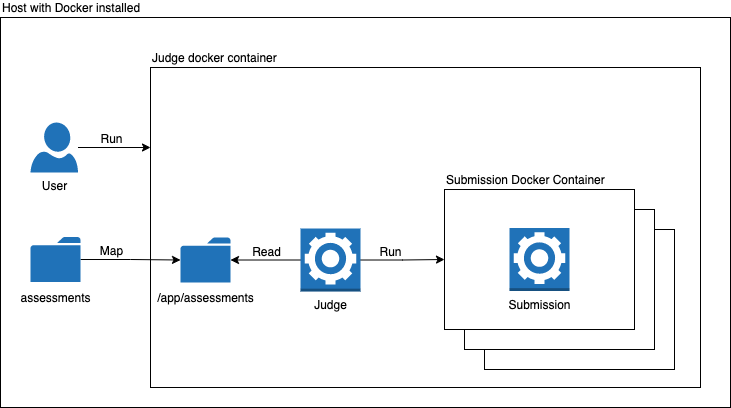 Host with Docker installed
Judge docker container
Run
User
Submission Docker Container
Map
Read
Run
assessments
/app/assessments
Judge
Submission